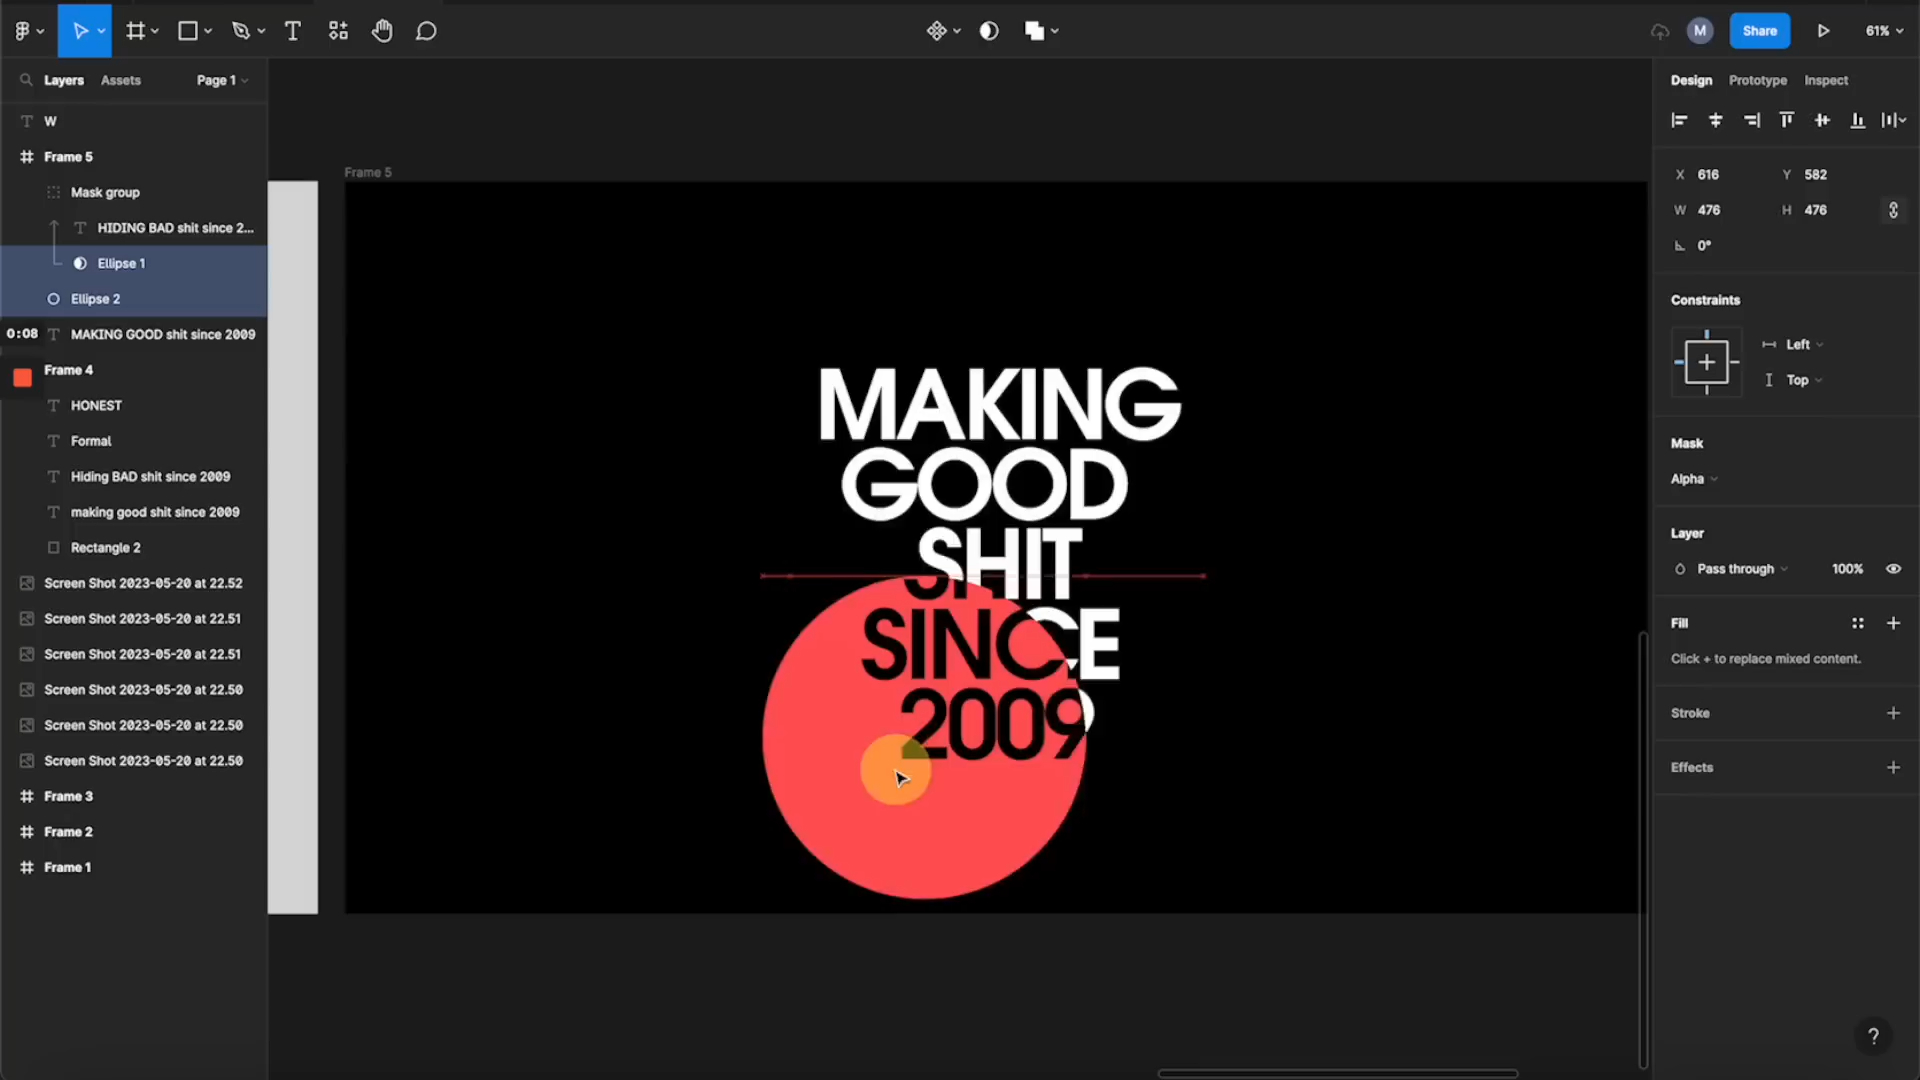 T
M
Share
61%
Layers
Assets
Page 1
Design
Prototype
Inspect
T W
Frame 5
Frame 5
X 616
Y 582
Mask group
W 476
H 476
T HIDING BAD shit since 2...
0°
Ellipse 1
Ellipse 2
Constraints
0:08
T MAKING GOOD shit since 2009
Left
Frame 4
Top
T HONEST
T Formal
Mask
T Hiding BAD shit since 2009
Alpha
T making good shit since 2009
Layer
Rectangle 2
Pass through
100%
Screen Shot 2023-05-20 at 22.52
Screen Shot 2023-05-20 at 22.51
Fill
Screen Shot 2023-05-20 at 22.51
Click + to replace mixed content.
Screen Shot 2023-05-20 at 22.50
Stroke
Screen Shot 2023-05-20 at 22.50
Screen Shot 2023-05-20 at 22.50
Effects
Frame 3
Frame 2
Frame 1
MAKING
GOOD
SHIT
SINCE
2009
?